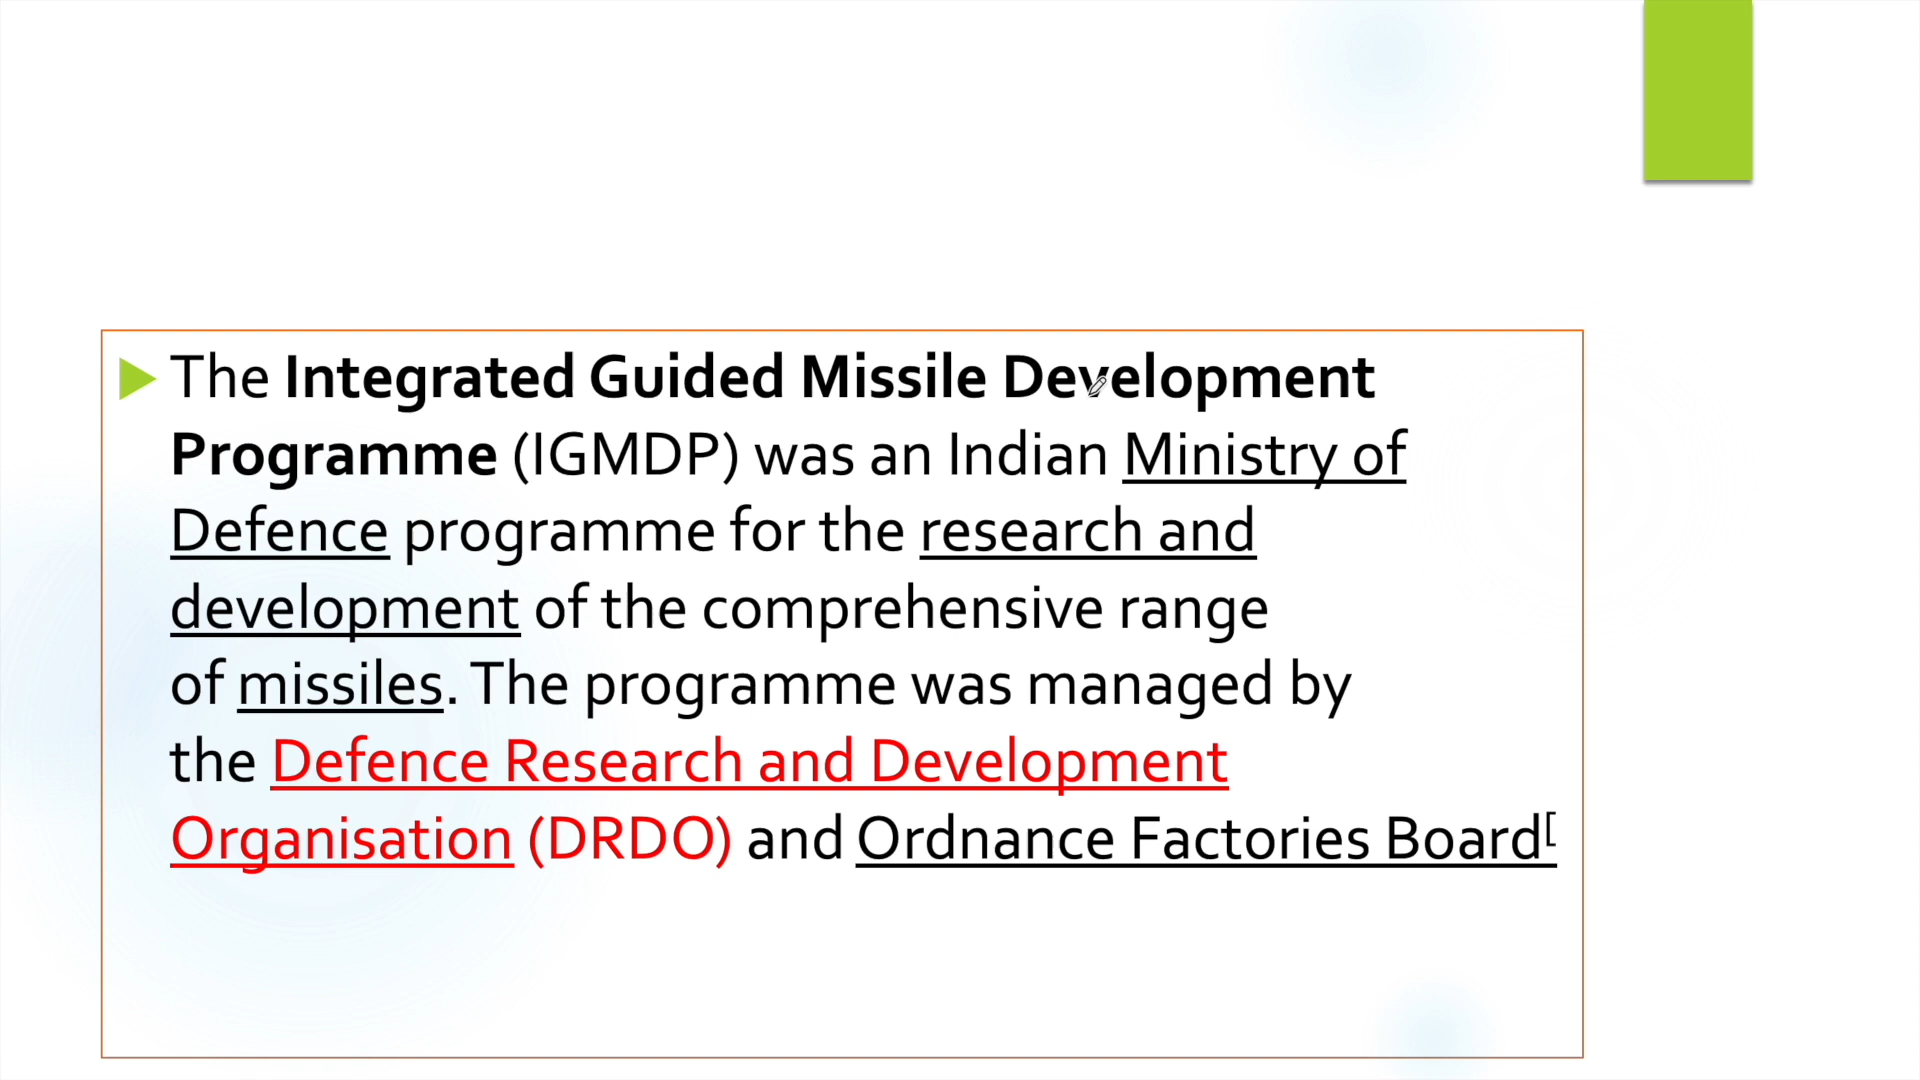 The Integrated Guided Missile Development
Programme (IGMDP) was an Indian Ministry of
Defence programme for the research and
development of the comprehensive range
of missiles. The programme was managed by
the Defence Research and Development
Organisation (DRDO) and Ordnance Factories Board[